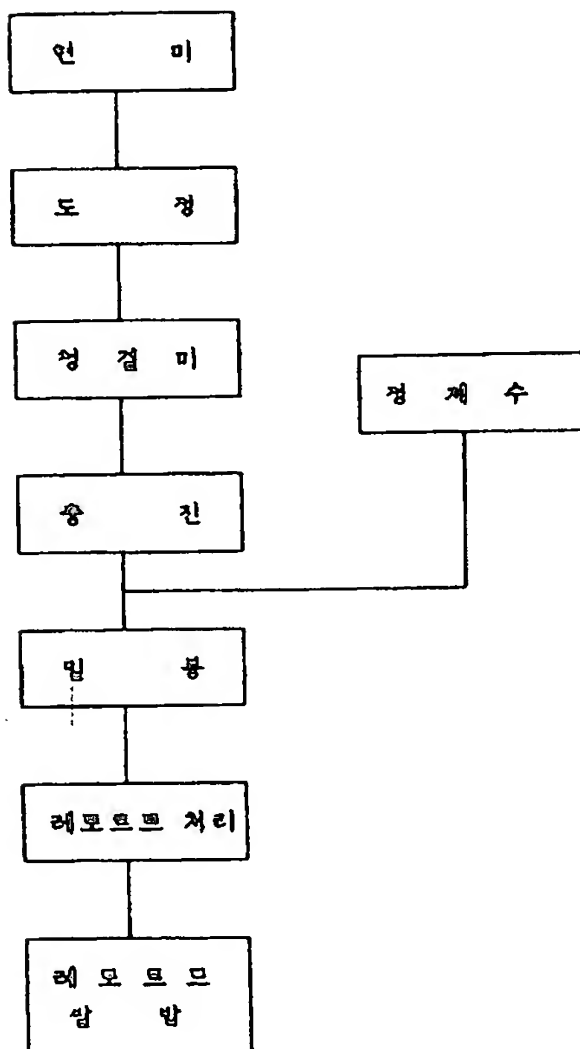 연 미
도 정
청 결 미
정 제 수
충 진
밀 봉
레토르트 처리
레 토 르 트
쌀 밥